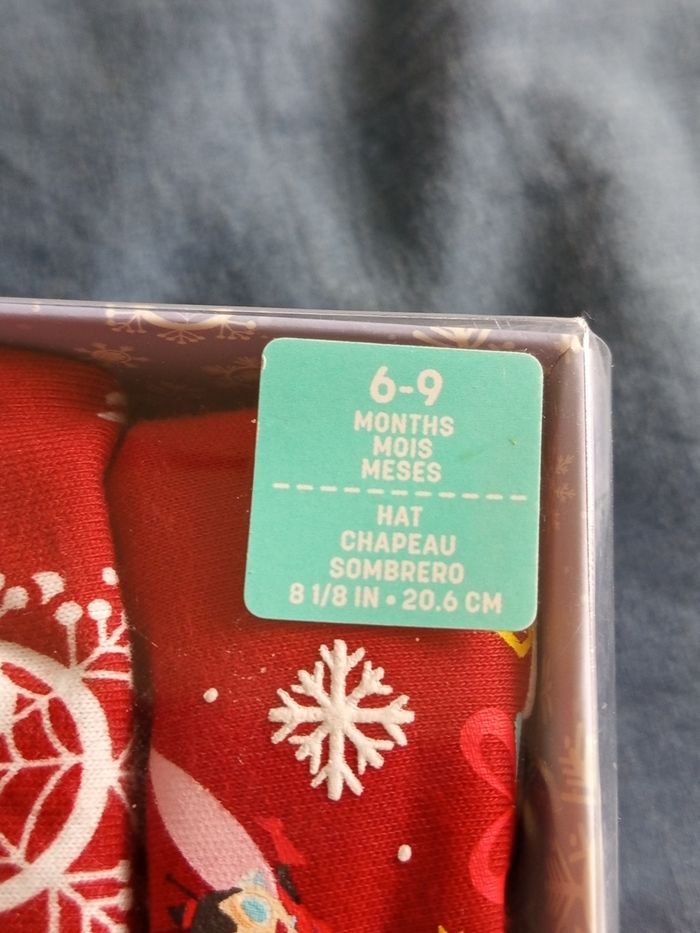 6-9
MONTHS
MOIS
MESES
HAT
CHAPEAU
SOMBRERO
8 1/8 IN • 20.6 CM